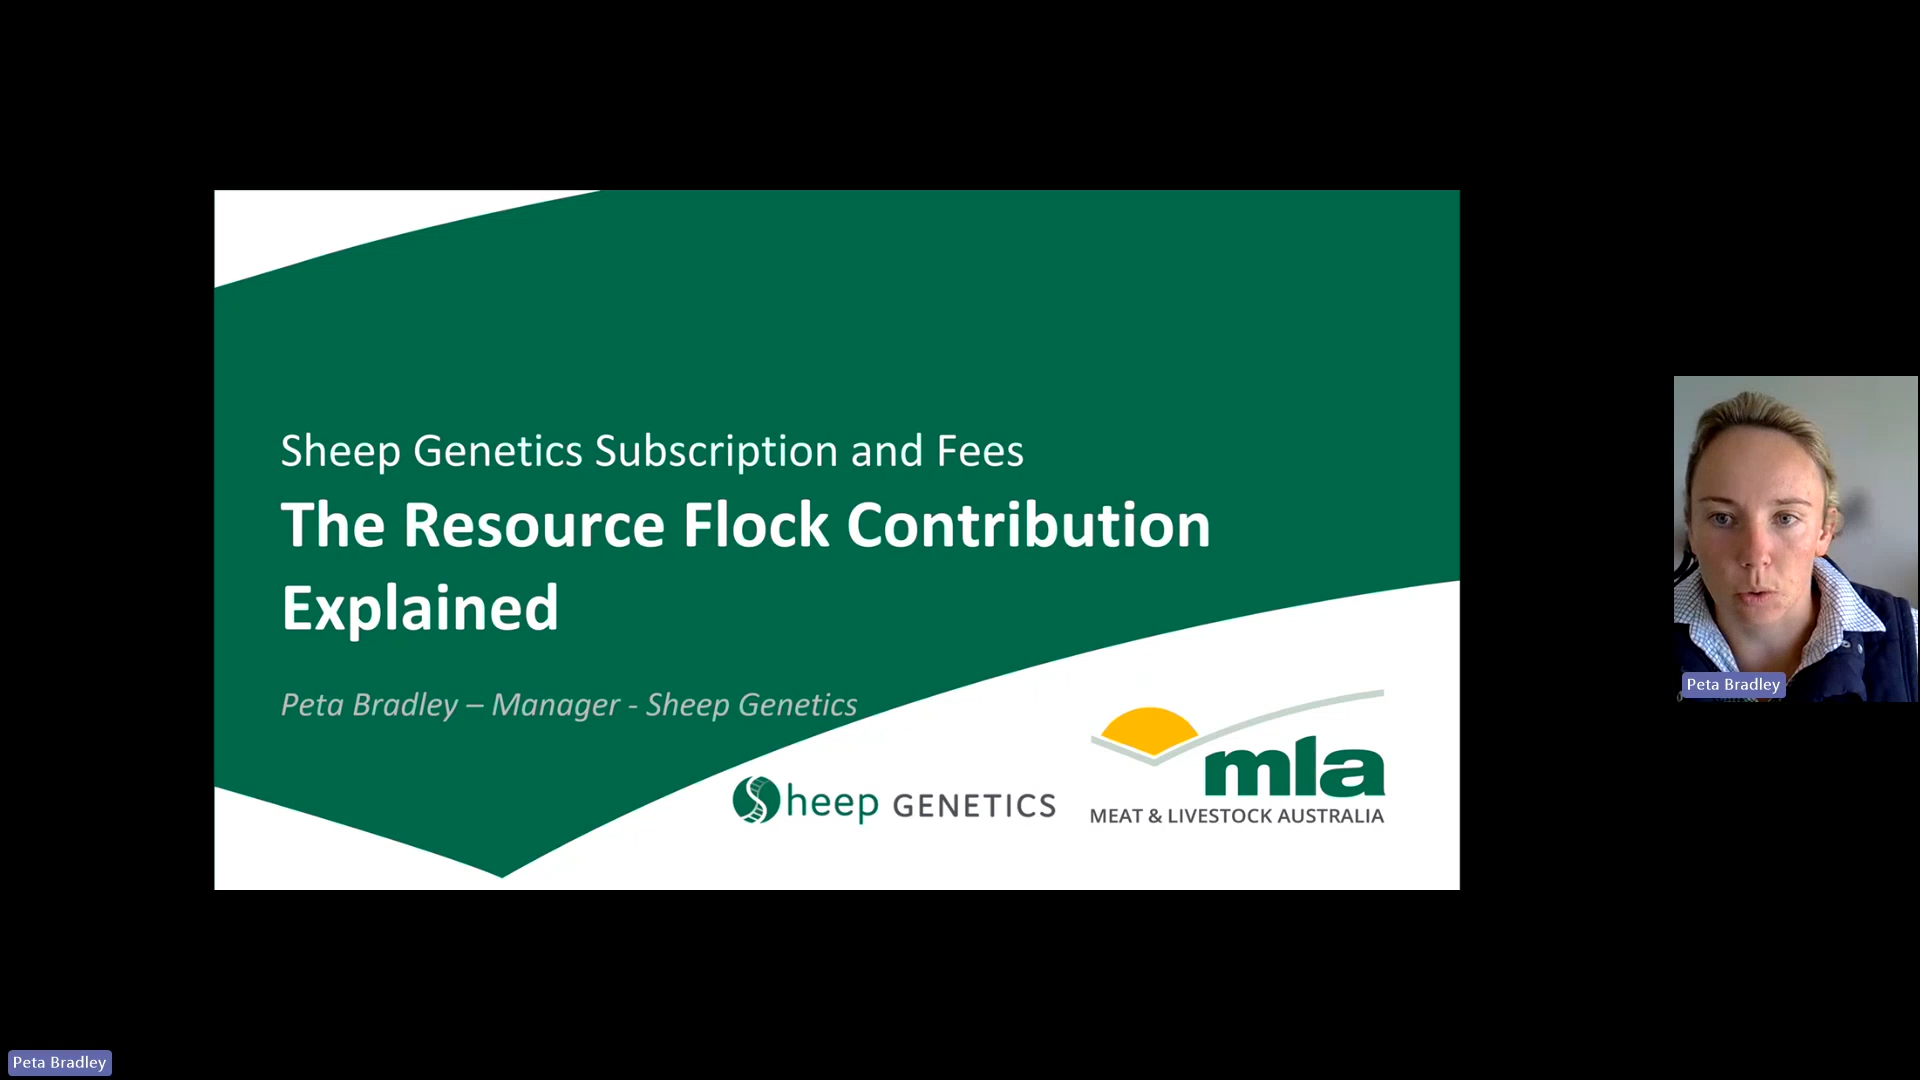 Sheep Genetics Subscription and Fees
The Resource Flock Contribution
Explained
Peta Bradley – Manager - Sheep Genetics
Sheep GENETICS
mla
MEAT & LIVESTOCK AUSTRALIA
Peta Bradley
Peta Bradley